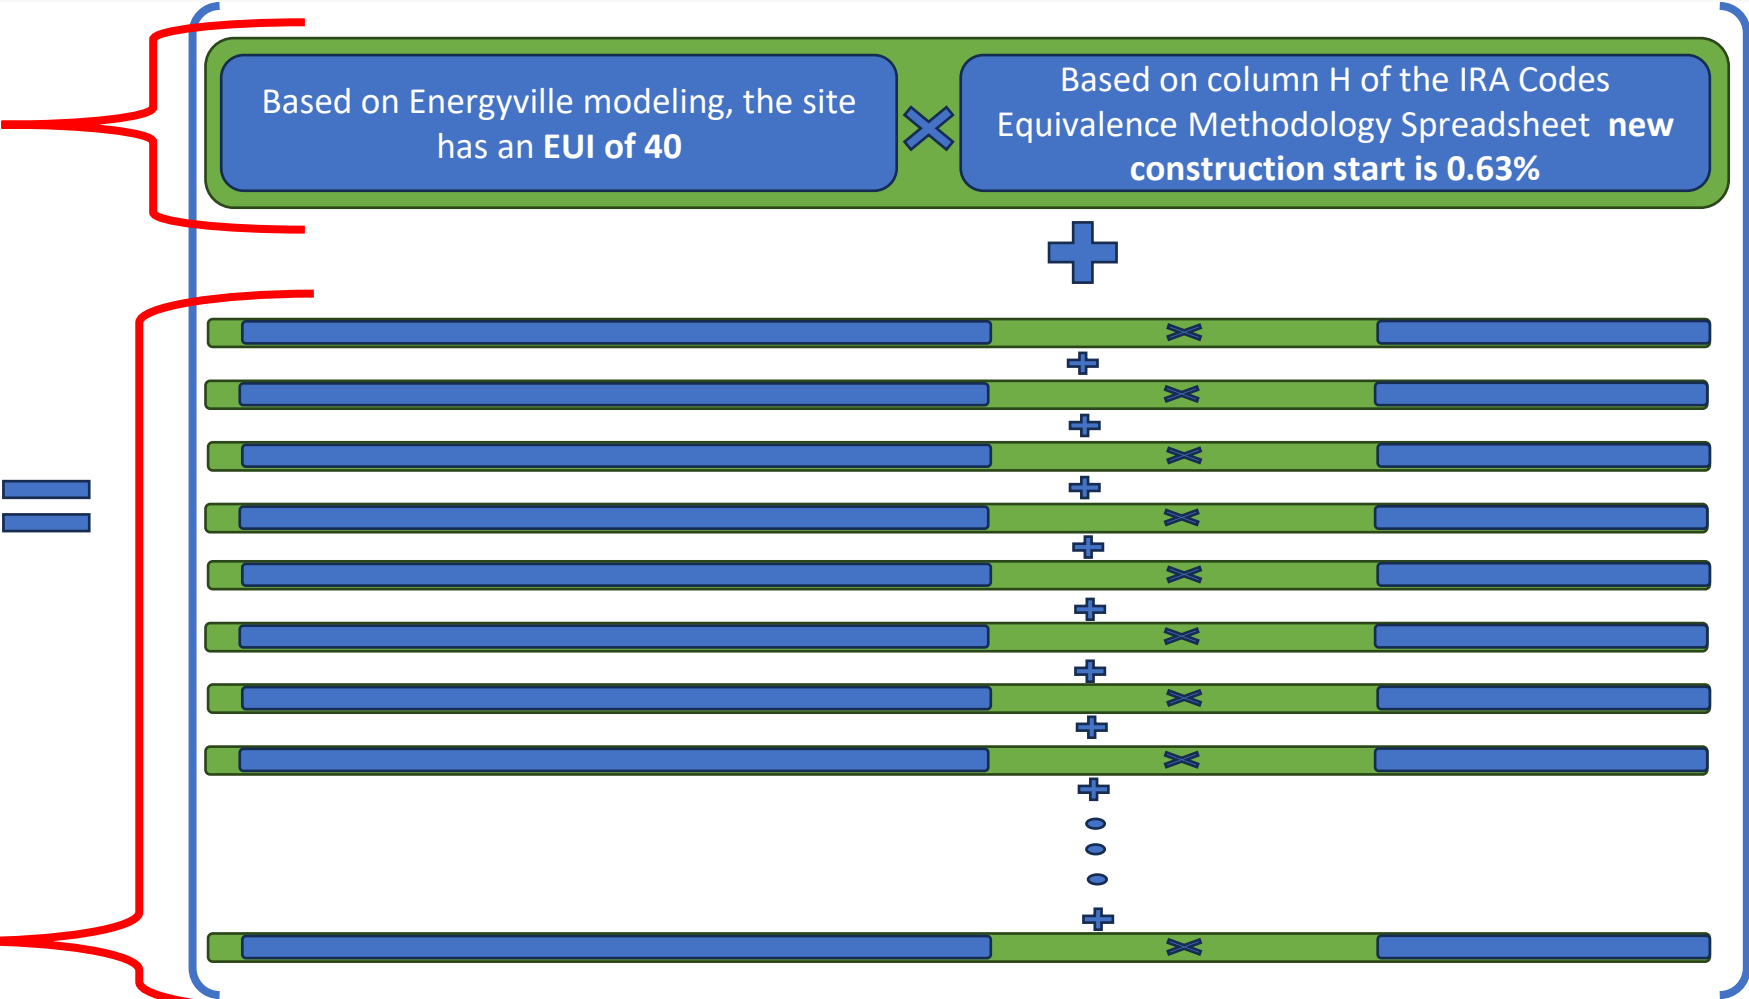 Based on Energyville modeling, the site
has an EUI of 40
Based on column H of the IRA Codes
Equivalence Methodology Spreadsheet new
construction start is 0.63%